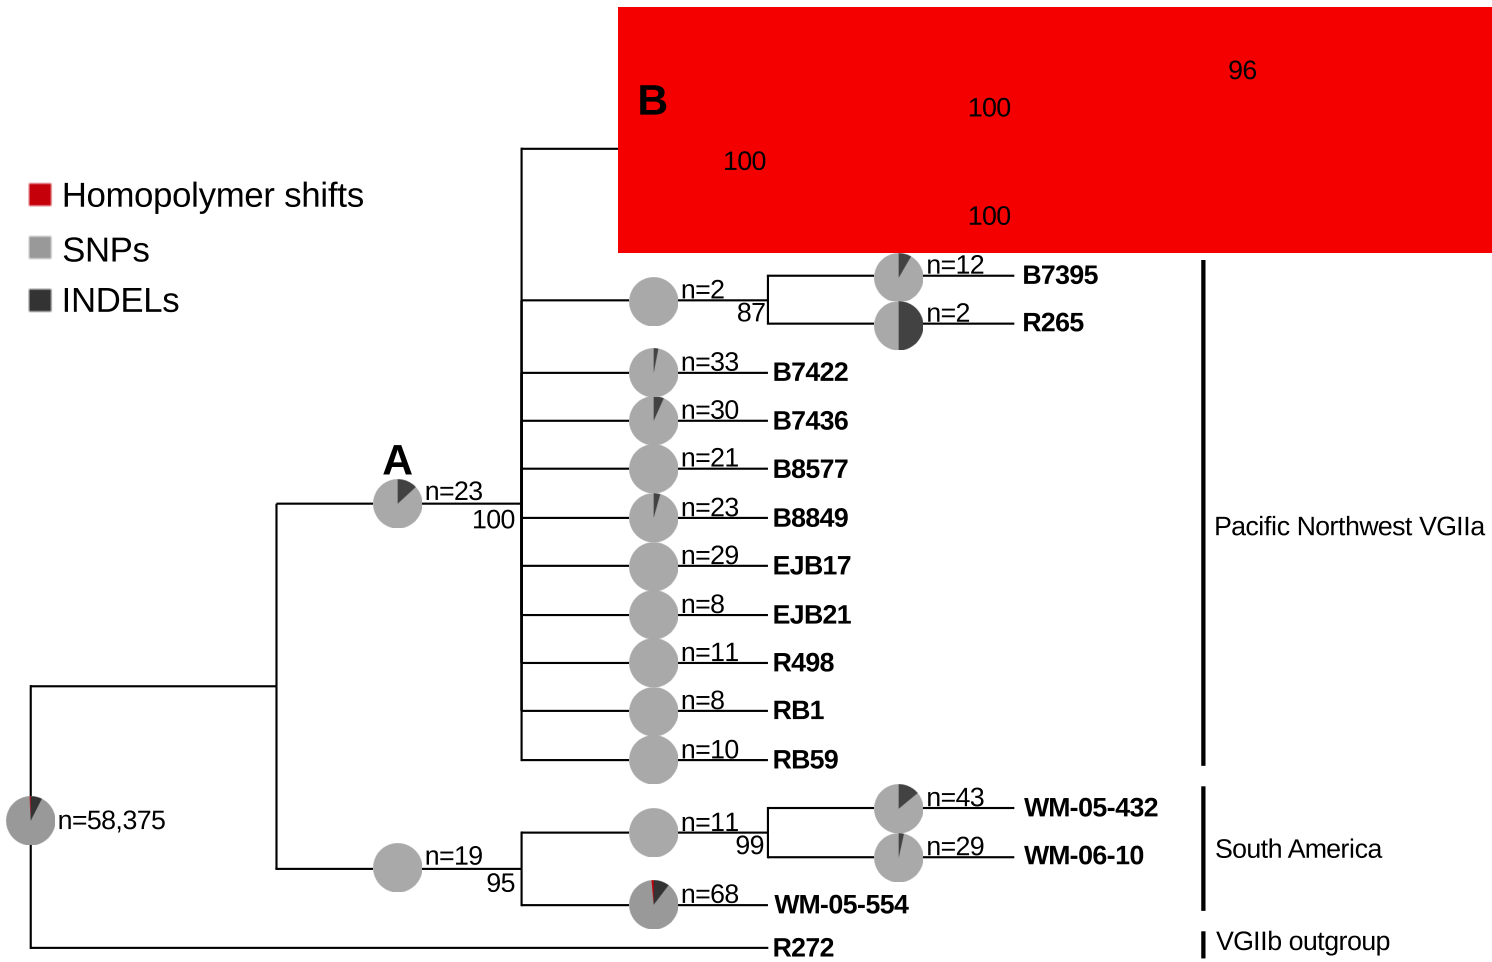 96
B
100
100
100
Homopolymer shifts
SNPs
INDELs
n=12
B7395
n=2
87
n=2
R265
n=33
B7422
n=30
B7436
A
n=21
B8577
n=23
100
n=23
B8849
Pacific Northwest VGIIa
n=29
EJB17
n=8
EJB21
n=11
R498
n=8
RB1
n=10
RB59
n=58,375
n=11
99
n=43
WM-05-432
n=29
WM-06-10
South America
n=19
95
n=68
WM-05-554
R272
VGIIb outgroup